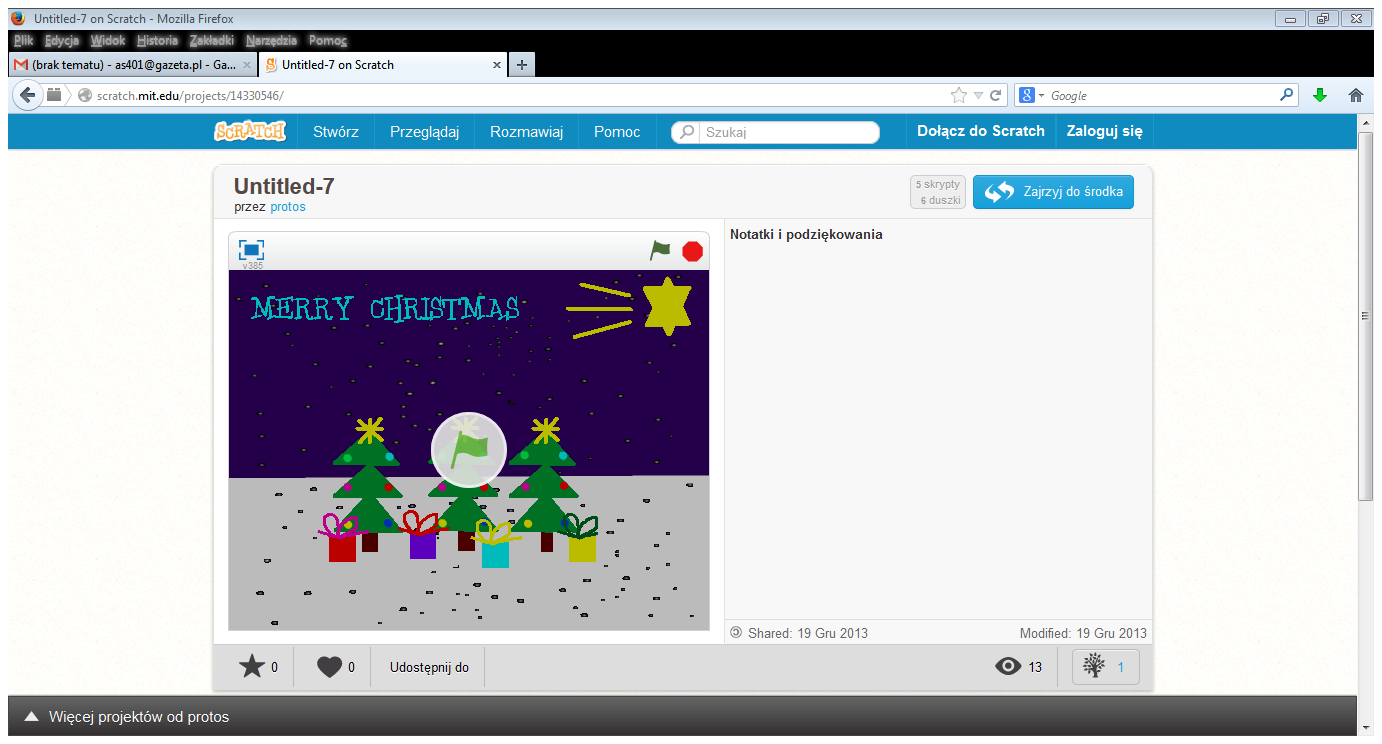 Untitled-7 on Scratch - Mozilla Firefox
Plik Edycja Widok Historia Zakładki Narzędzia Pomoc
(brak tematu) - as401@gazeta.pl - Ga... Untitled-7 on Scratch
scratch.mit.edu/projects/14330546/ Google
SCRATCH Stwórz Przeglądaj Rozmawiaj Pomoc Szukaj Dołącz do Scratch Zaloguj się
Untitled-7
przez protos
5 skrypty
6 duszki
Zajrzyj do środka
v385
MERRY CHRISTMAS
Notatki i podziękowania
Shared: 19 Gru 2013 Modified: 19 Gru 2013
0 0 Udostępnij do 13 1
Więcej projektów od protos